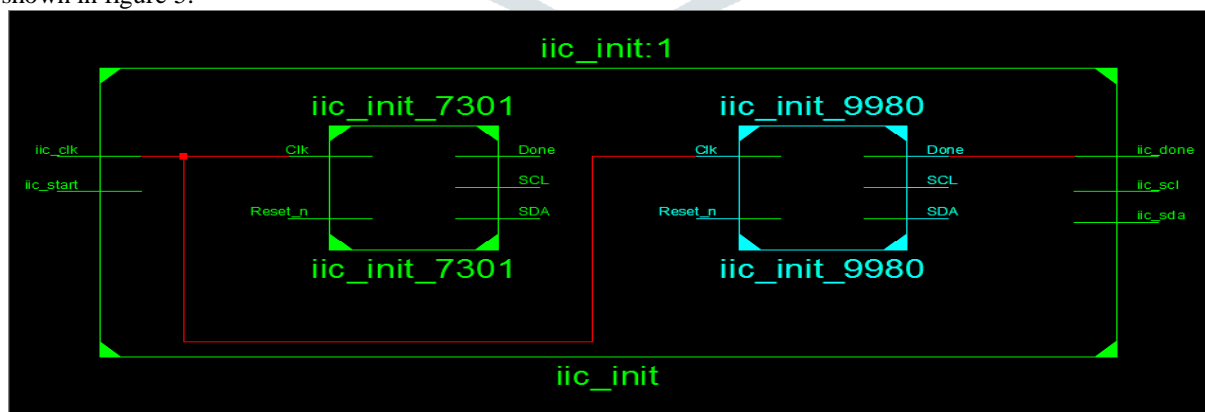 shown in figure 5.
iic_init:1
iic_init_7301 iic_init_9980
iic_clk Clk Done Clk Done iic_done
iic_start SCL SCL iic_scl
Reset_n SDA Reset_n SDA iic_sda
iic_init_7301 iic_init_9980
iic_init